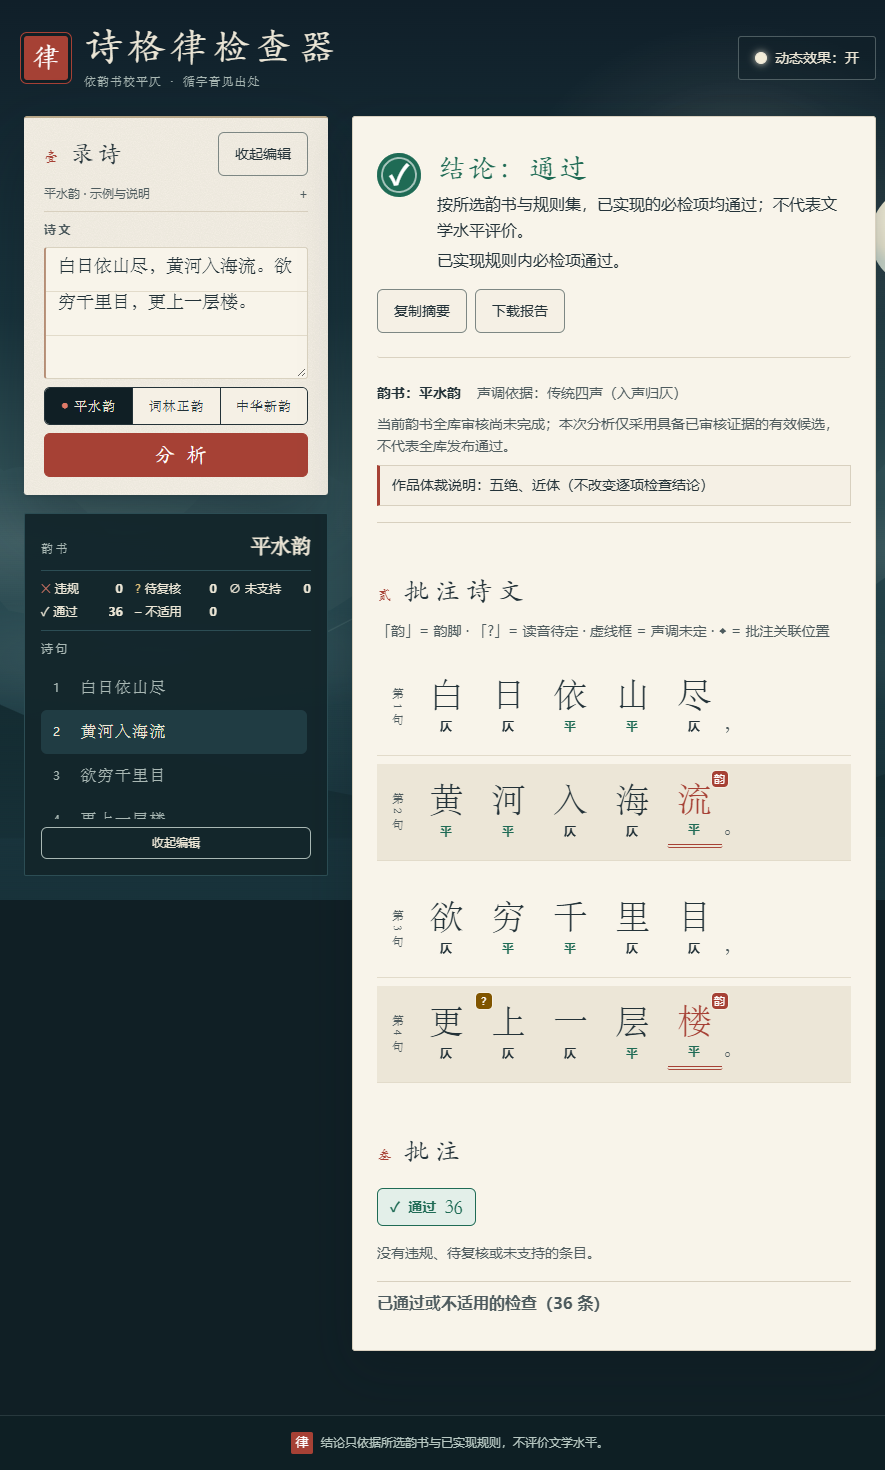 律
诗格律检查器
依韵书校平仄 · 循字音见出处
动态效果：开
壹 录诗
收起编辑
平水韵 · 示例与说明 +
诗文
白日依山尽，黄河入海流。欲
穷千里目，更上一层楼。
平水韵 词林正韵 中华新韵
分析
韵书 平水韵
× 违规 0 ? 待复核 0 ∅ 未支持 0
✓ 通过 36 – 不适用 0
诗句
1 白日依山尽
2 黄河入海流
3 欲穷千里目
4 更上一层楼
收起编辑
结论：通过
按所选韵书与规则集，已实现的必检项均通过；不代表文
学水平评价。
已实现规则内必检项通过。
复制摘要 下载报告
韵书：平水韵 声调依据：传统四声（入声归仄）
当前韵书全库审核尚未完成；本次分析仅采用具备已审核证据的有效候选，
不代表全库发布通过。
作品体裁说明：五绝、近体（不改变逐项检查结论）
贰 批注诗文
「韵」= 韵脚 · 「?」= 读音待定 · 虚线框 = 声调未定 · ◆ = 批注关联位置
第1句 白 日 依 山 尽 ，
仄 仄 平 平 仄
第2句 黄 河 入 海 流 韵 。
平 平 仄 仄 平
第3句 欲 穷 千 里 目 ，
仄 平 平 仄 仄
第4句 更 ? 上 一 层 楼 韵 。
仄 仄 仄 平 平
叁 批注
✓ 通过 36
没有违规、待复核或未支持的条目。
已通过或不适用的检查（36 条）
律 结论只依据所选韵书与已实现规则，不评价文学水平。